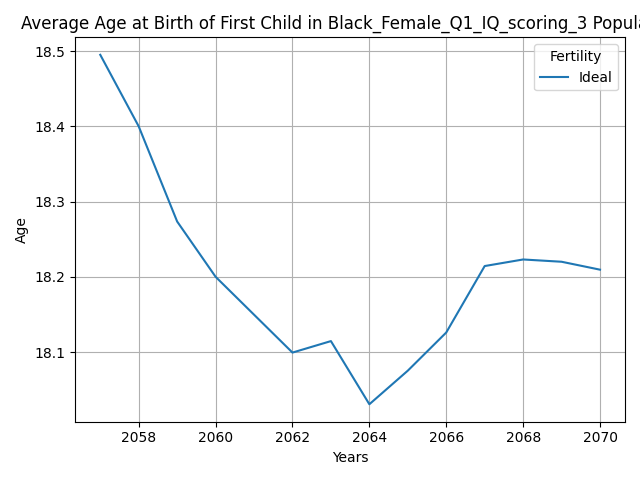 Average Age at Birth of First Child in Black_Female_Q1_IQ_scoring_3 Popula
Fertility
Ideal
18.5
18.4
18.3
18.2
18.1
Age
2058 2060 2062 2064 2066 2068 2070
Years